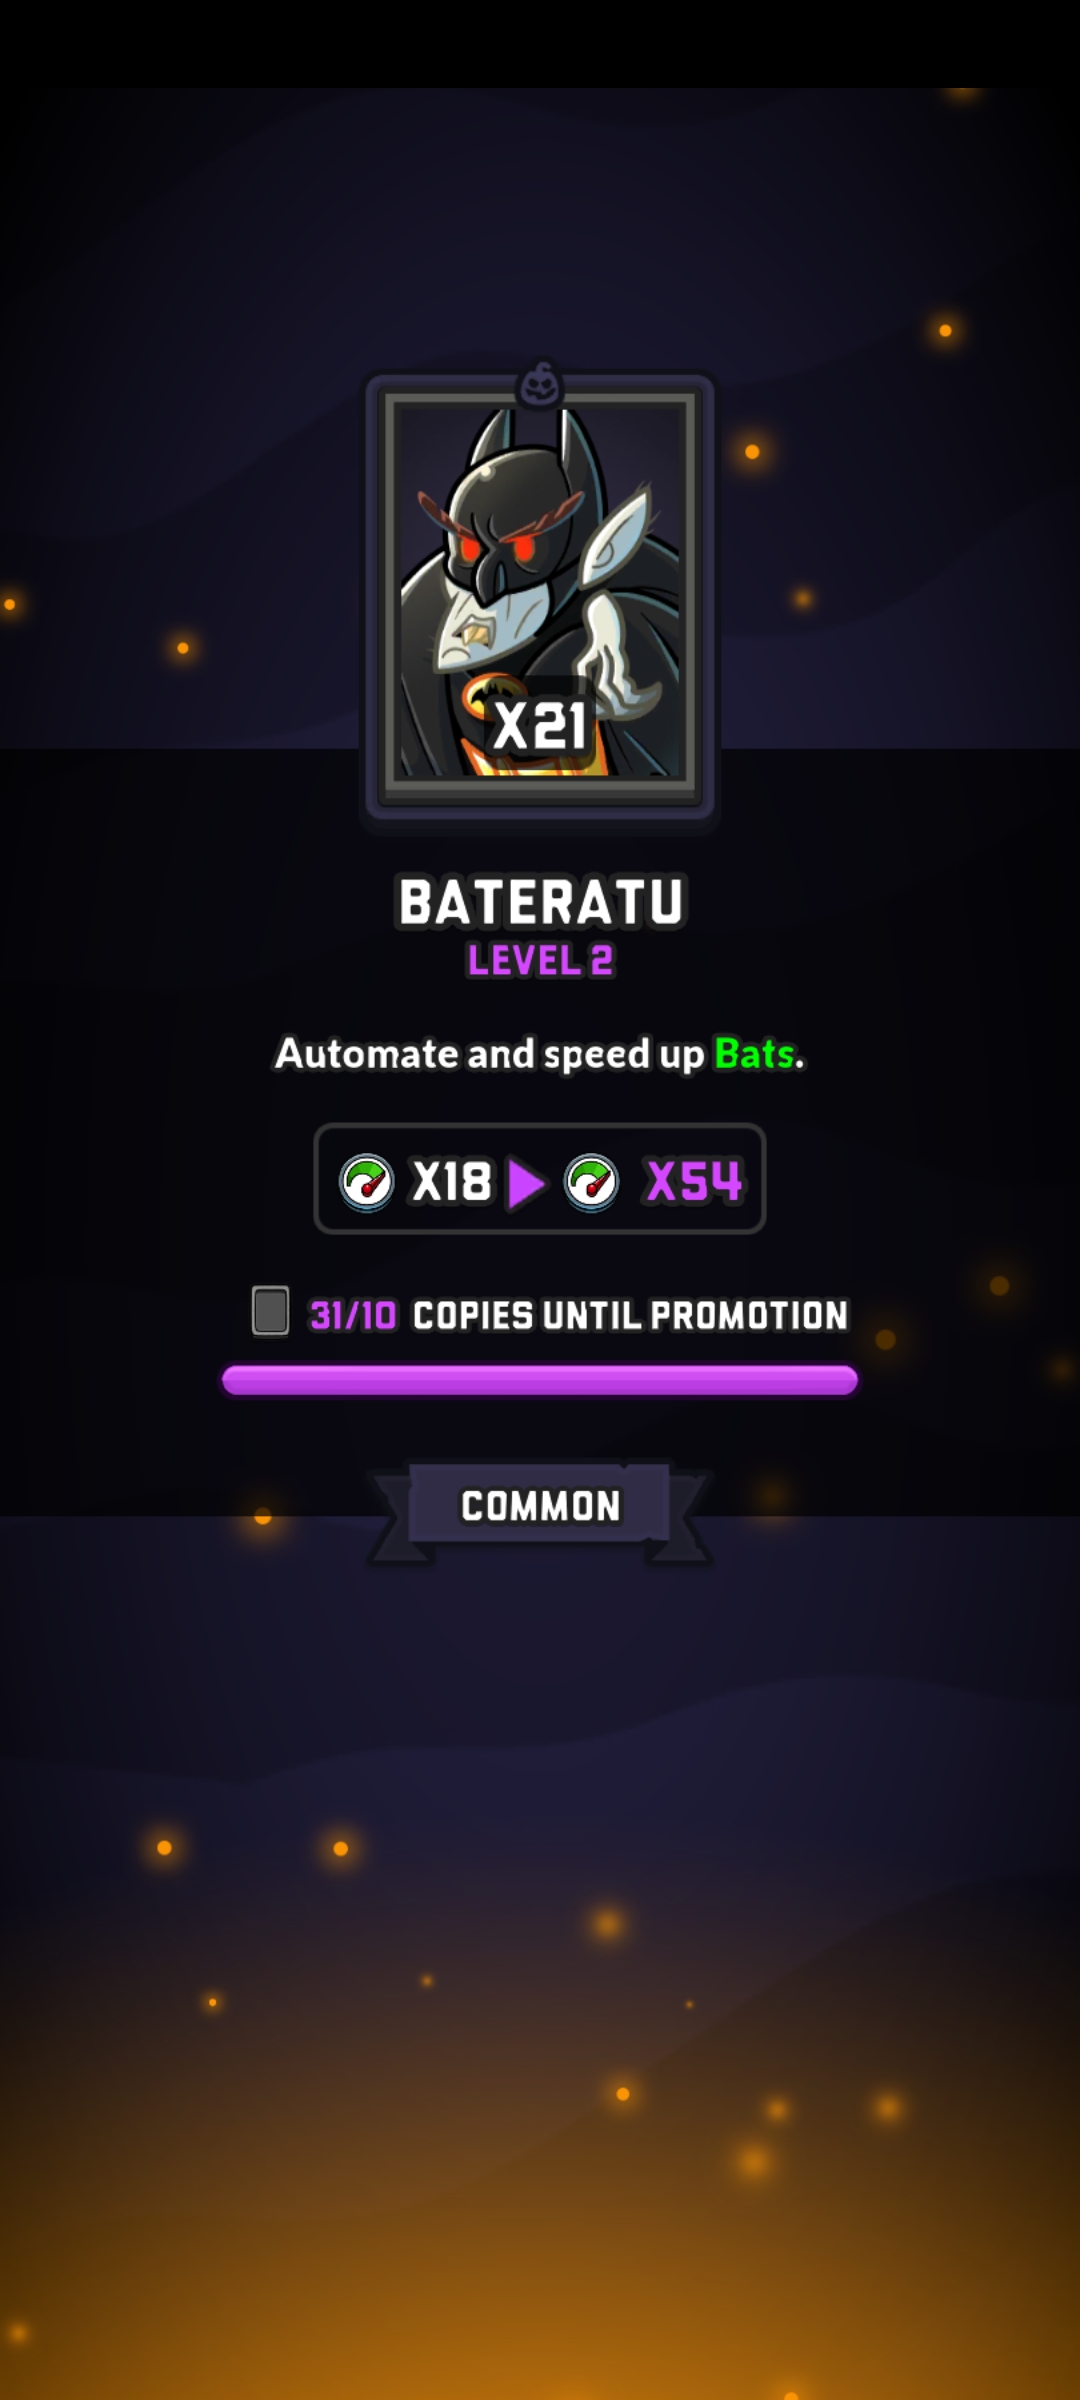 X21
BATERATU
LEVEL 2
Automate and speed up Bats.
X18 X54
31/10 COPIES UNTIL PROMOTION
COMMON